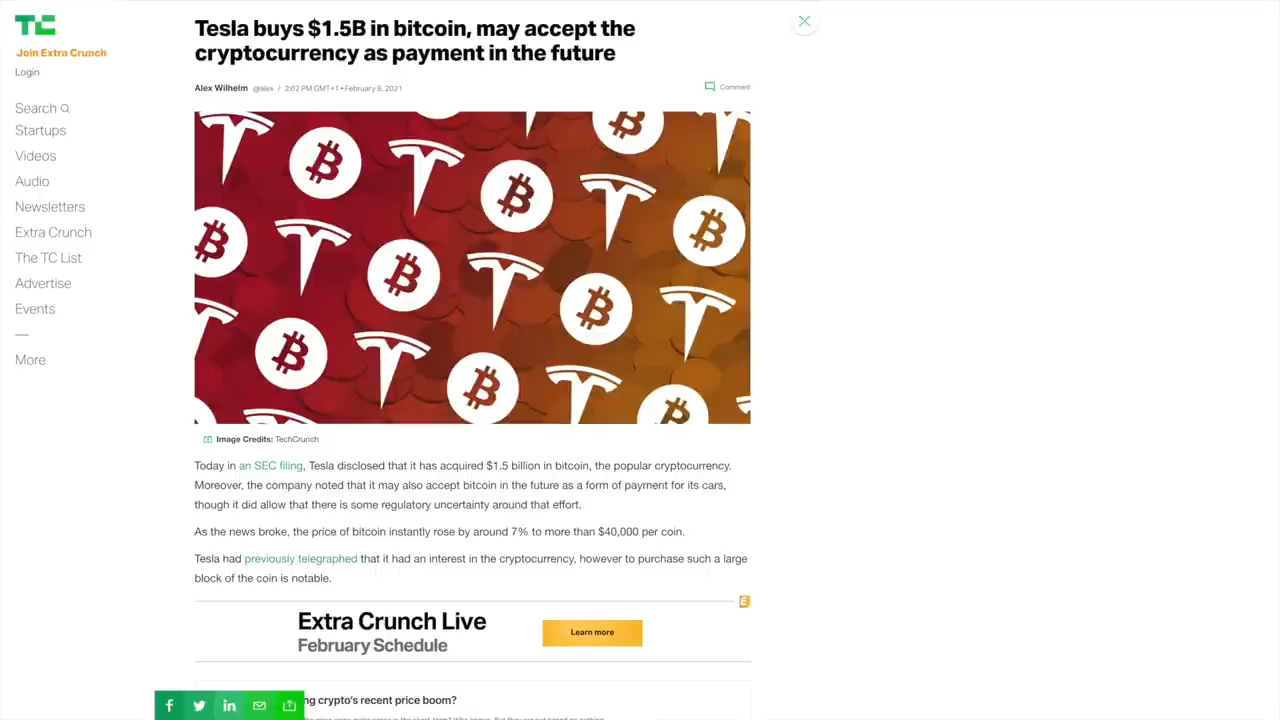 TC
Join Extra Crunch
Login
Search
Startups
Videos
Audio
Newsletters
Extra Crunch
The TC List
Advertise
Events
—
More
Tesla buys $1.5B in bitcoin, may accept the
cryptocurrency as payment in the future
Alex Wilhelm @alex / 2:02 PM GMT+1 • February 8, 2021
Comment
Image Credits: TechCrunch
Today in an SEC filing, Tesla disclosed that it has acquired $1.5 billion in bitcoin, the popular cryptocurrency.
Moreover, the company noted that it may also accept bitcoin in the future as a form of payment for its cars,
though it did allow that there is some regulatory uncertainty around that effort.
As the news broke, the price of bitcoin instantly rose by around 7% to more than $40,000 per coin.
Tesla had previously telegraphed that it had an interest in the cryptocurrency, however to purchase such a large
block of the coin is notable.
Extra Crunch Live
February Schedule
Learn more
crypto's recent price boom?